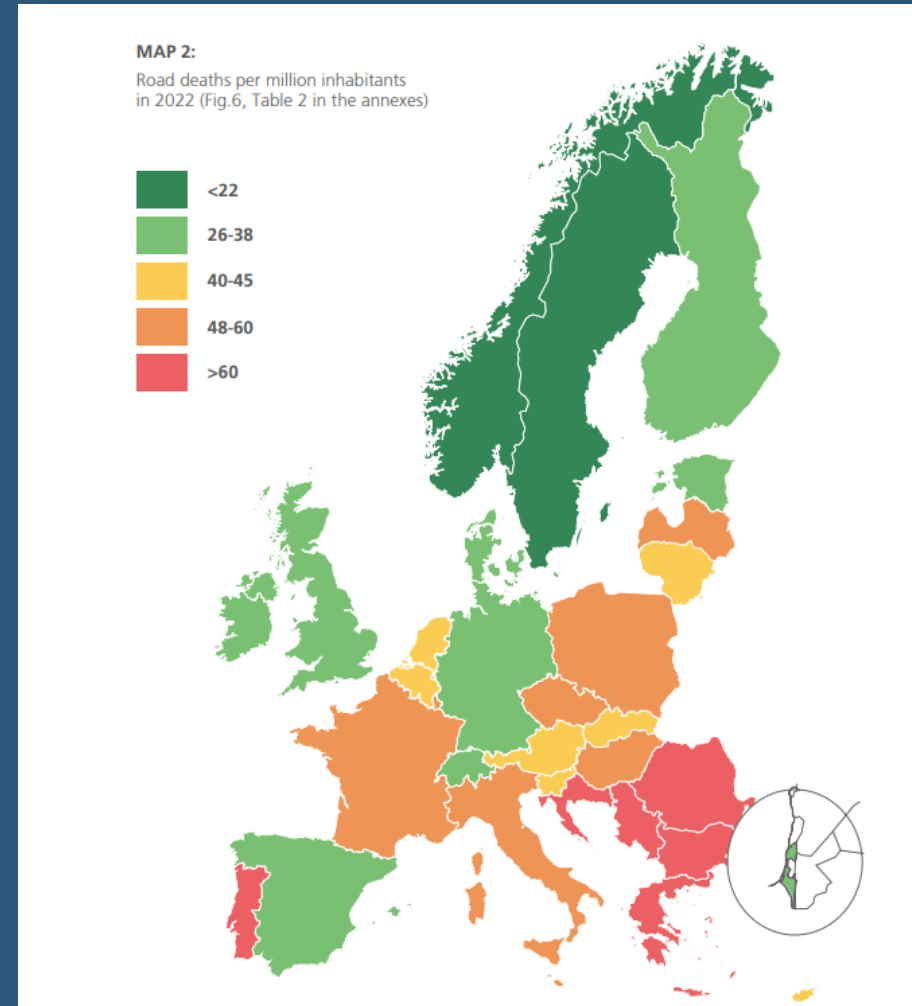 MAP 2:
Road deaths per million inhabitants
in 2022 (Fig.6, Table 2 in the annexes)
<22
26-38
40-45
48-60
>60